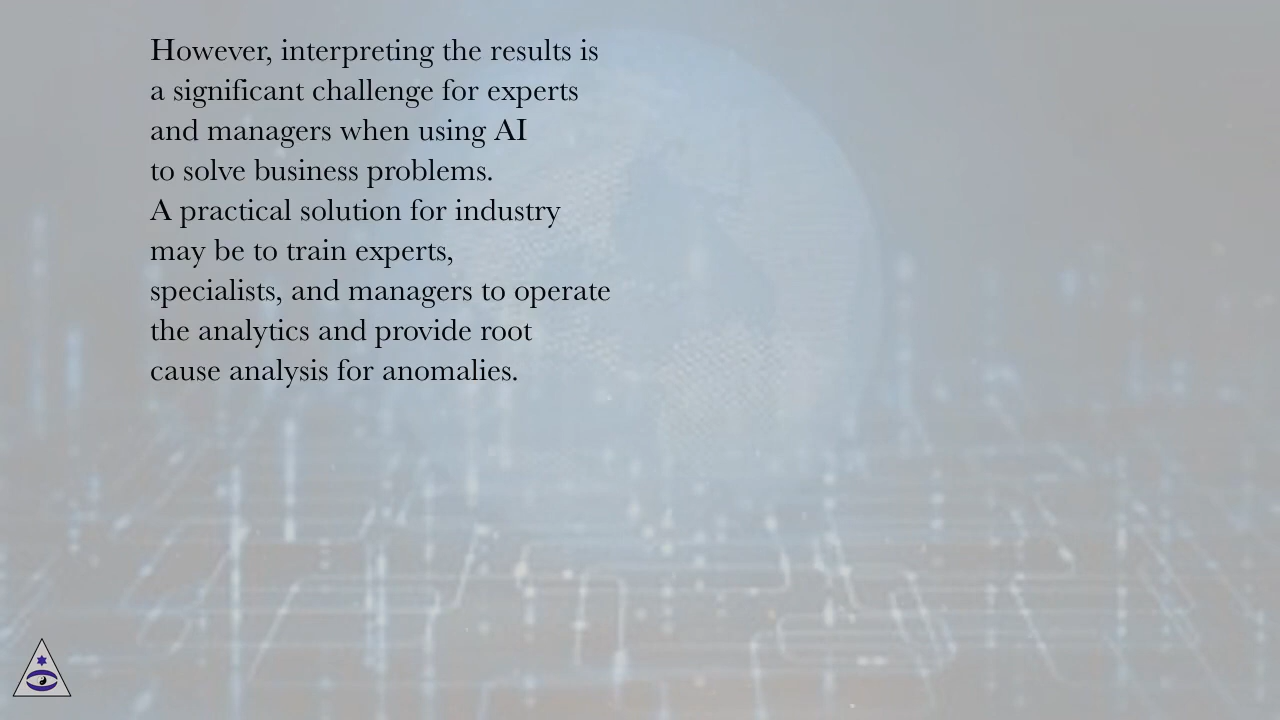 However, interpreting the results is
a significant challenge for experts
and managers when using AI
to solve business problems.
A practical solution for industry
may be to train experts,
specialists, and managers to operate
the analytics and provide root
cause analysis for anomalies.